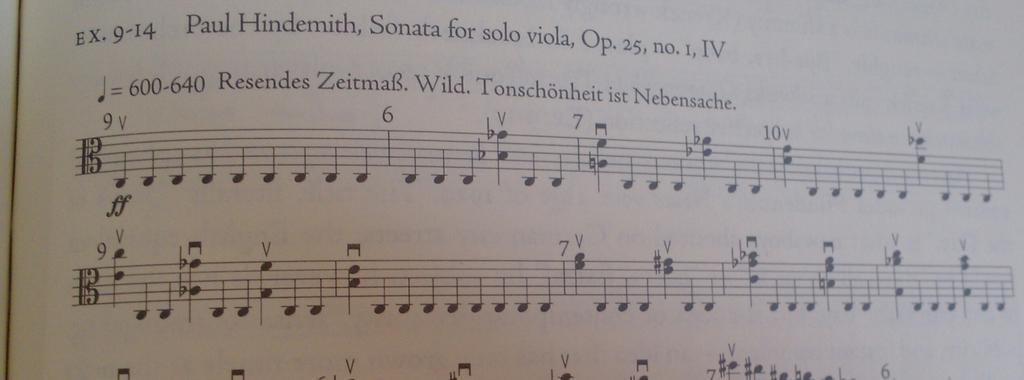 EX. 9-14 Paul Hindemith, Sonata for solo viola, Op. 25, no. 1, IV
♩= 600-640 Resendes Zeitmaß. Wild. Tonschönheit ist Nebensache.
9 6 7 10
ff
9 7
7 6